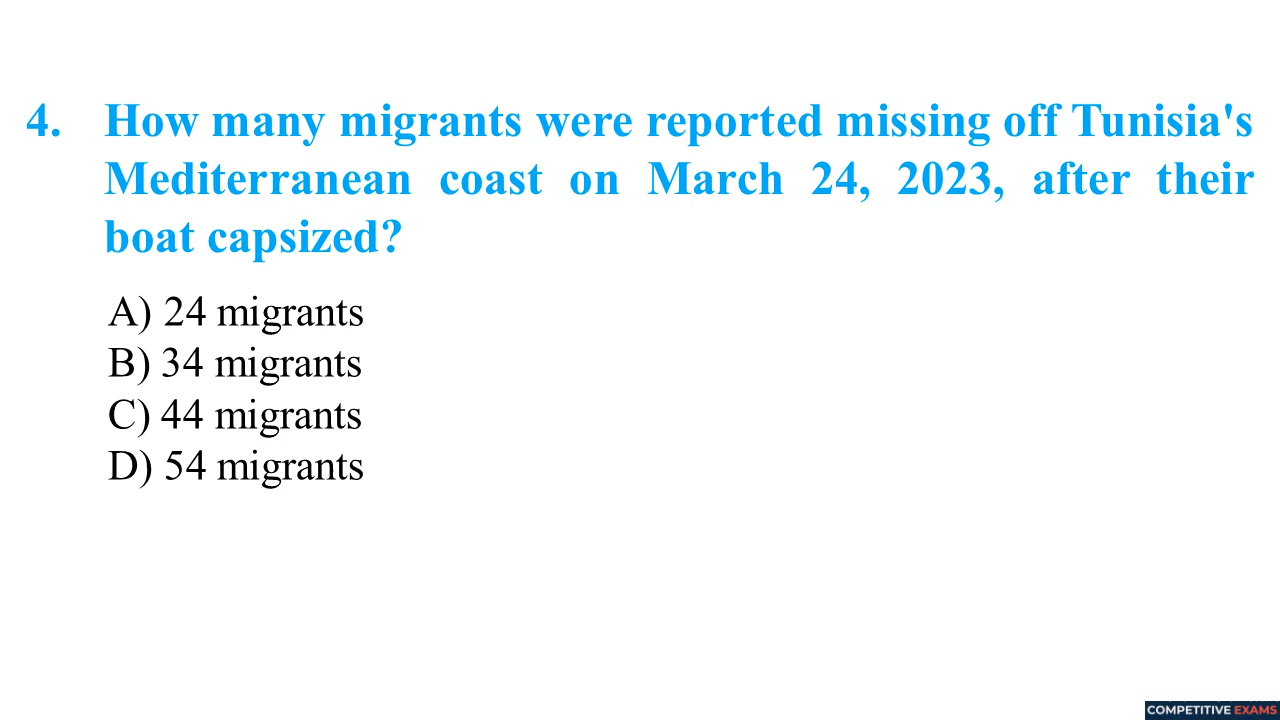 4. How many migrants were reported missing off Tunisia's
Mediterranean coast on March 24, 2023, after their
boat capsized?
A) 24 migrants
B) 34 migrants
C) 44 migrants
D) 54 migrants
COMPETITIVE EXAMS